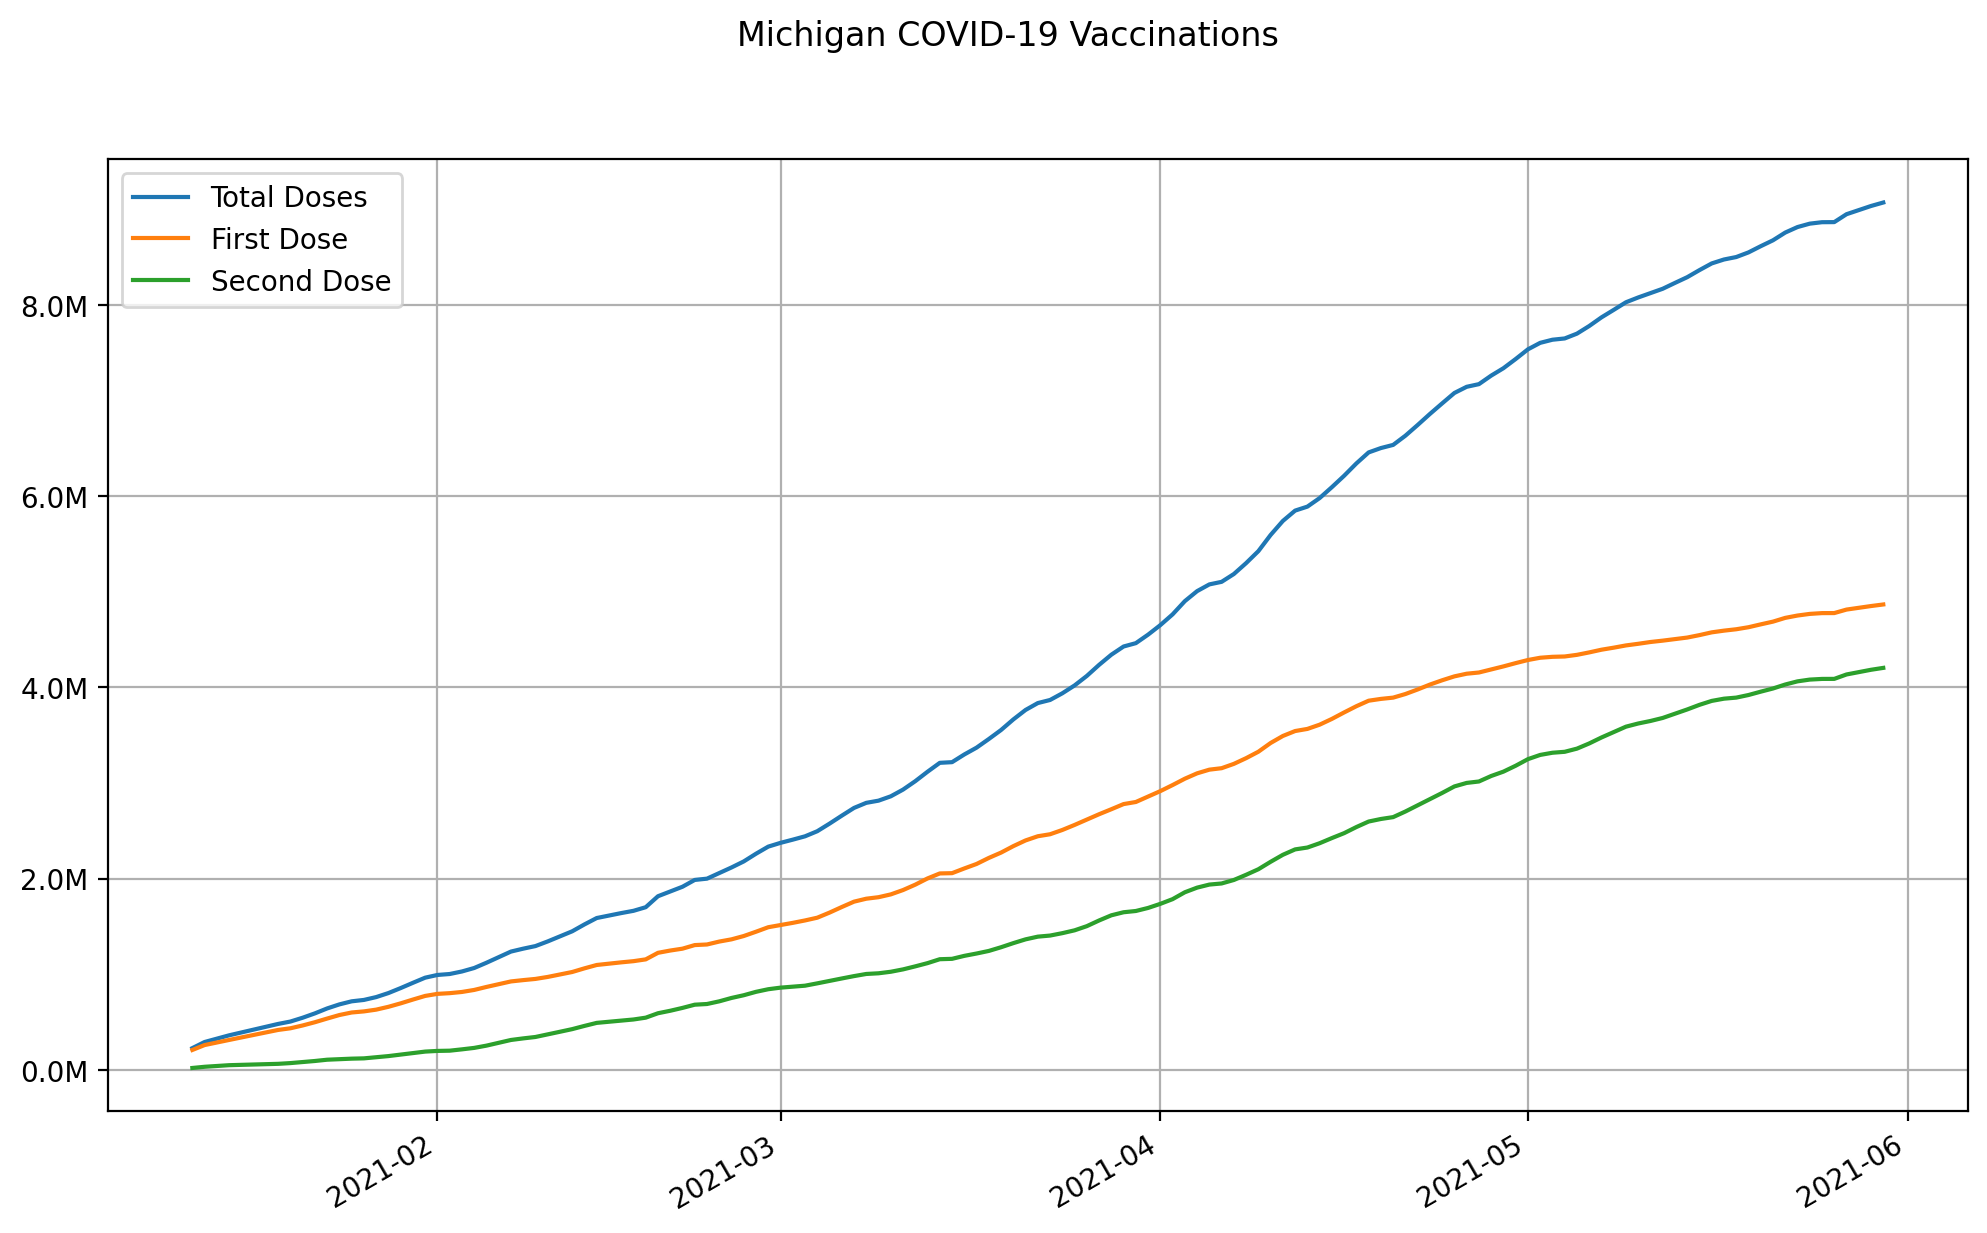 Michigan COVID-19 Vaccinations
Total Doses
First Dose
Second Dose
8.0M
6.0M
4.0M
2.0M
0.0M
2021-02
2021-03
2021-04
2021-05
2021-06